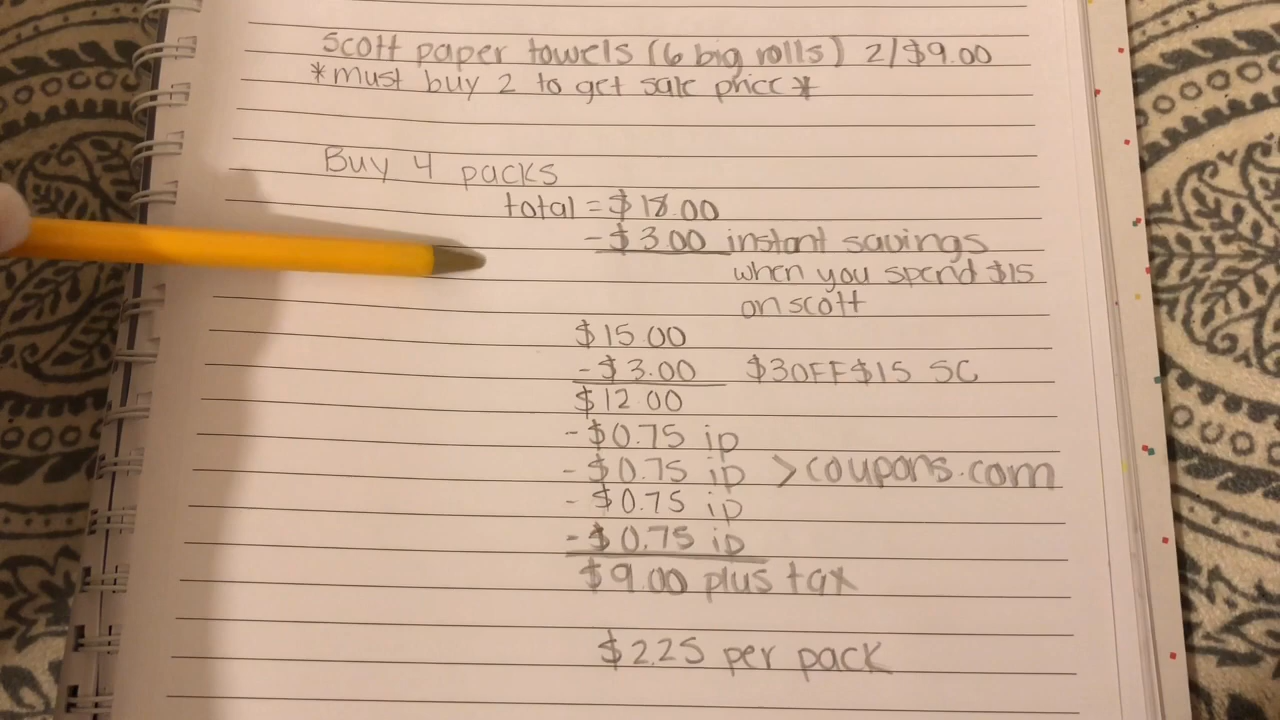 Scott paper towels (6 big rolls) 2/$9.00
*must buy 2 to get sale price*
Buy 4 packs
total = $18.00
- $3.00 instant savings
when you spend $15
on scott
$15.00
- $3.00 $3OFF$15 SC
$12.00
- $0.75 ip
- $0.75 ip > coupons.com
- $0.75 ip
- $0.75 ip
$9.00 plus tax
$2.25 per pack